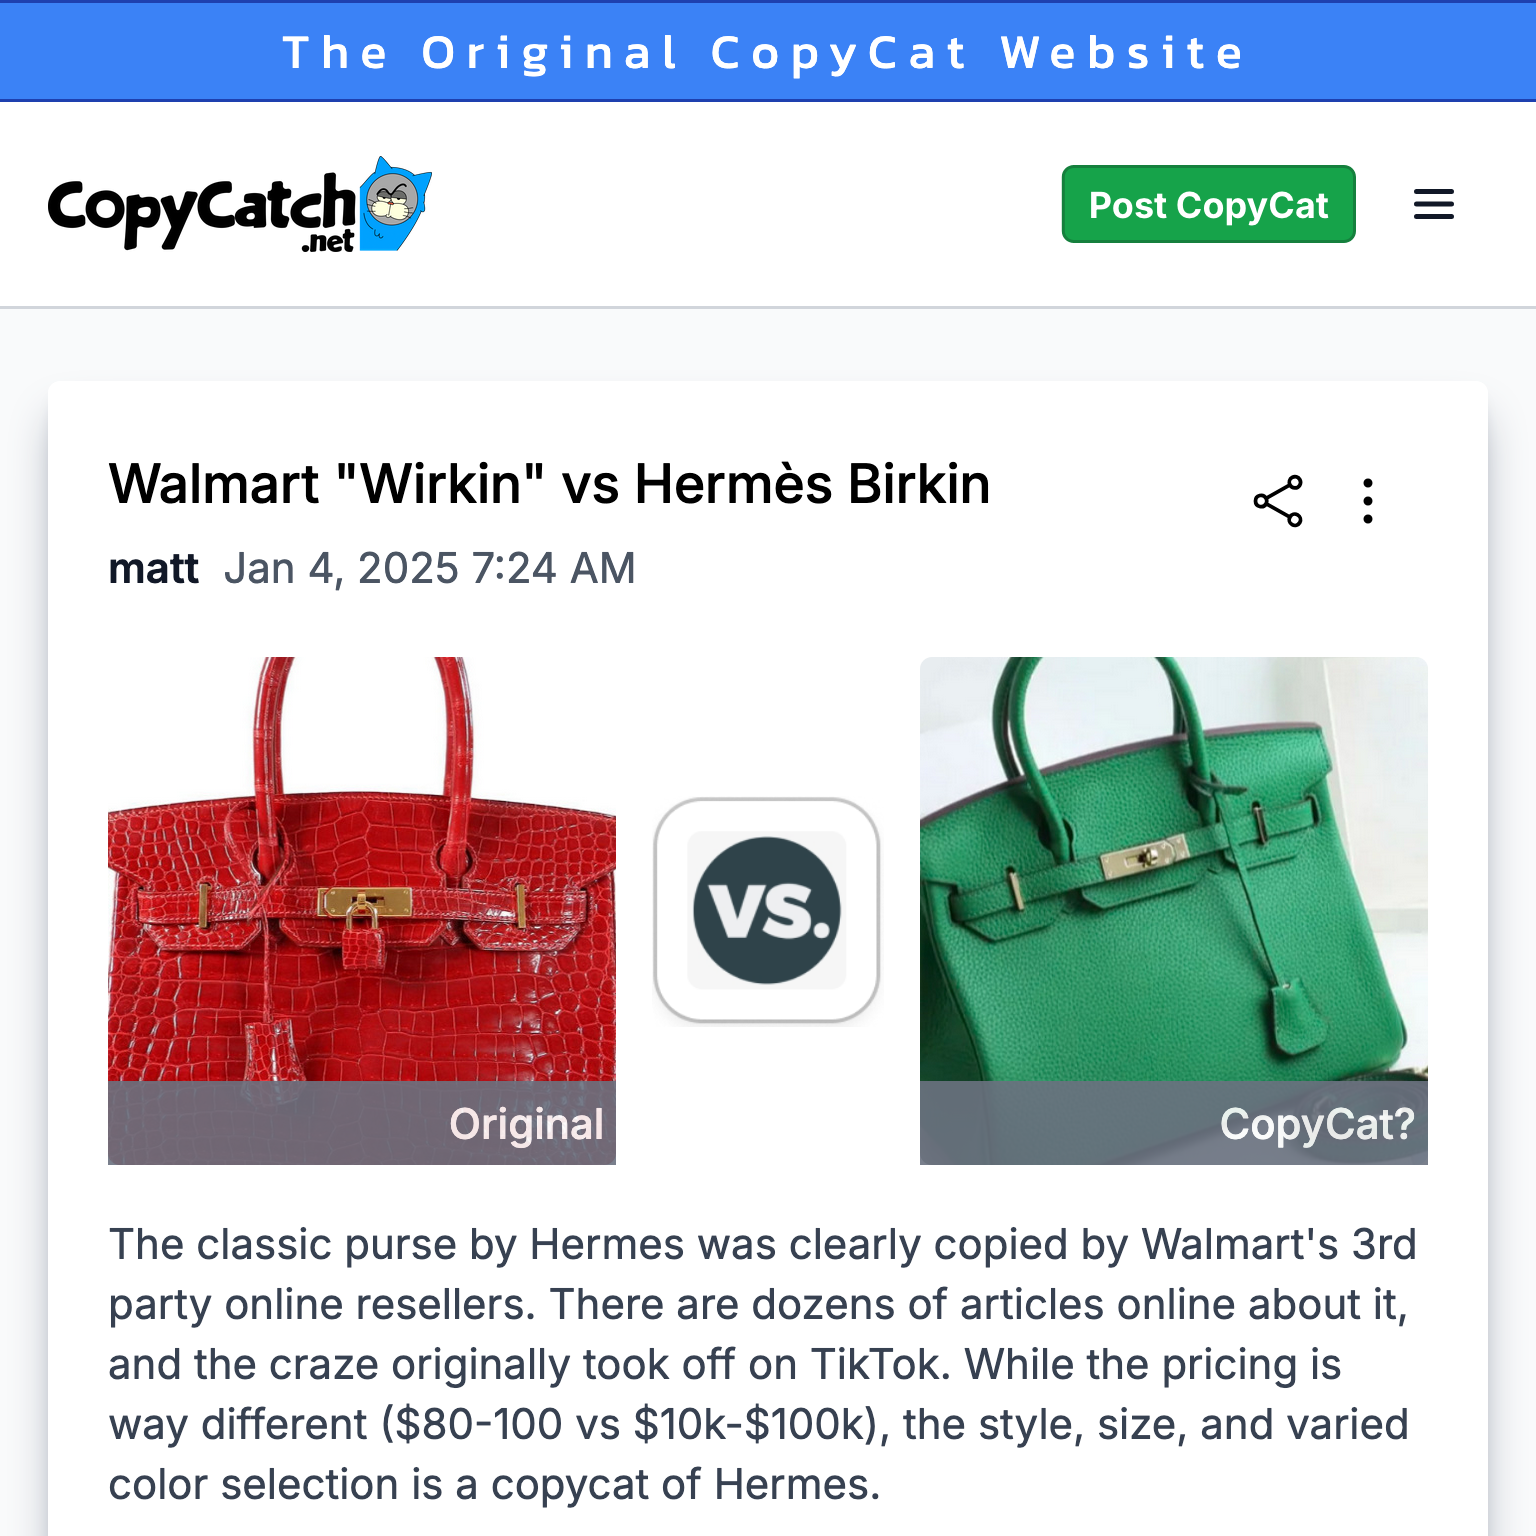 The Original CopyCat Website
CopyCatch
.net
Post CopyCat
Walmart "Wirkin" vs Hermès Birkin
matt Jan 4, 2025 7:24 AM
VS.
Original
CopyCat?
The classic purse by Hermes was clearly copied by Walmart's 3rd
party online resellers. There are dozens of articles online about it,
and the craze originally took off on TikTok. While the pricing is
way different ($80-100 vs $10k-$100k), the style, size, and varied
color selection is a copycat of Hermes.